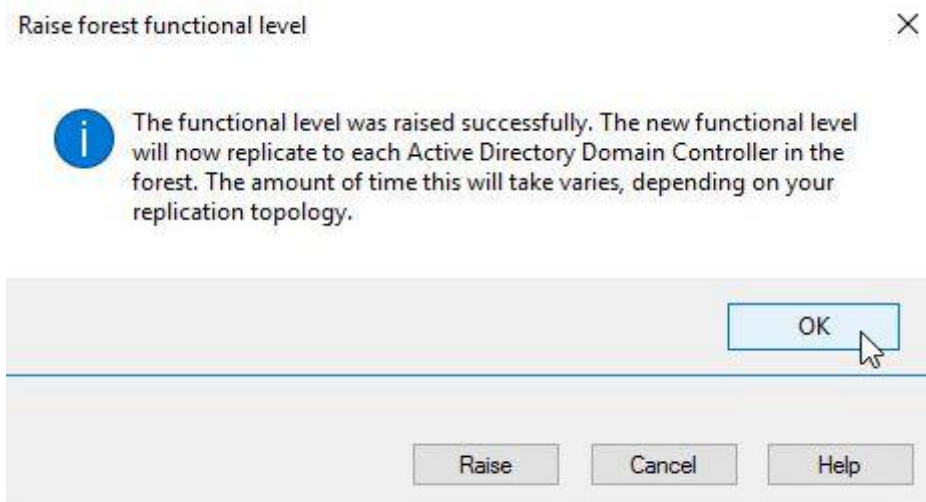 Raise forest functional level
The functional level was raised successfully. The new functional level
will now replicate to each Active Directory Domain Controller in the
forest. The amount of time this will take varies, depending on your
replication topology.
OK
Raise Cancel Help